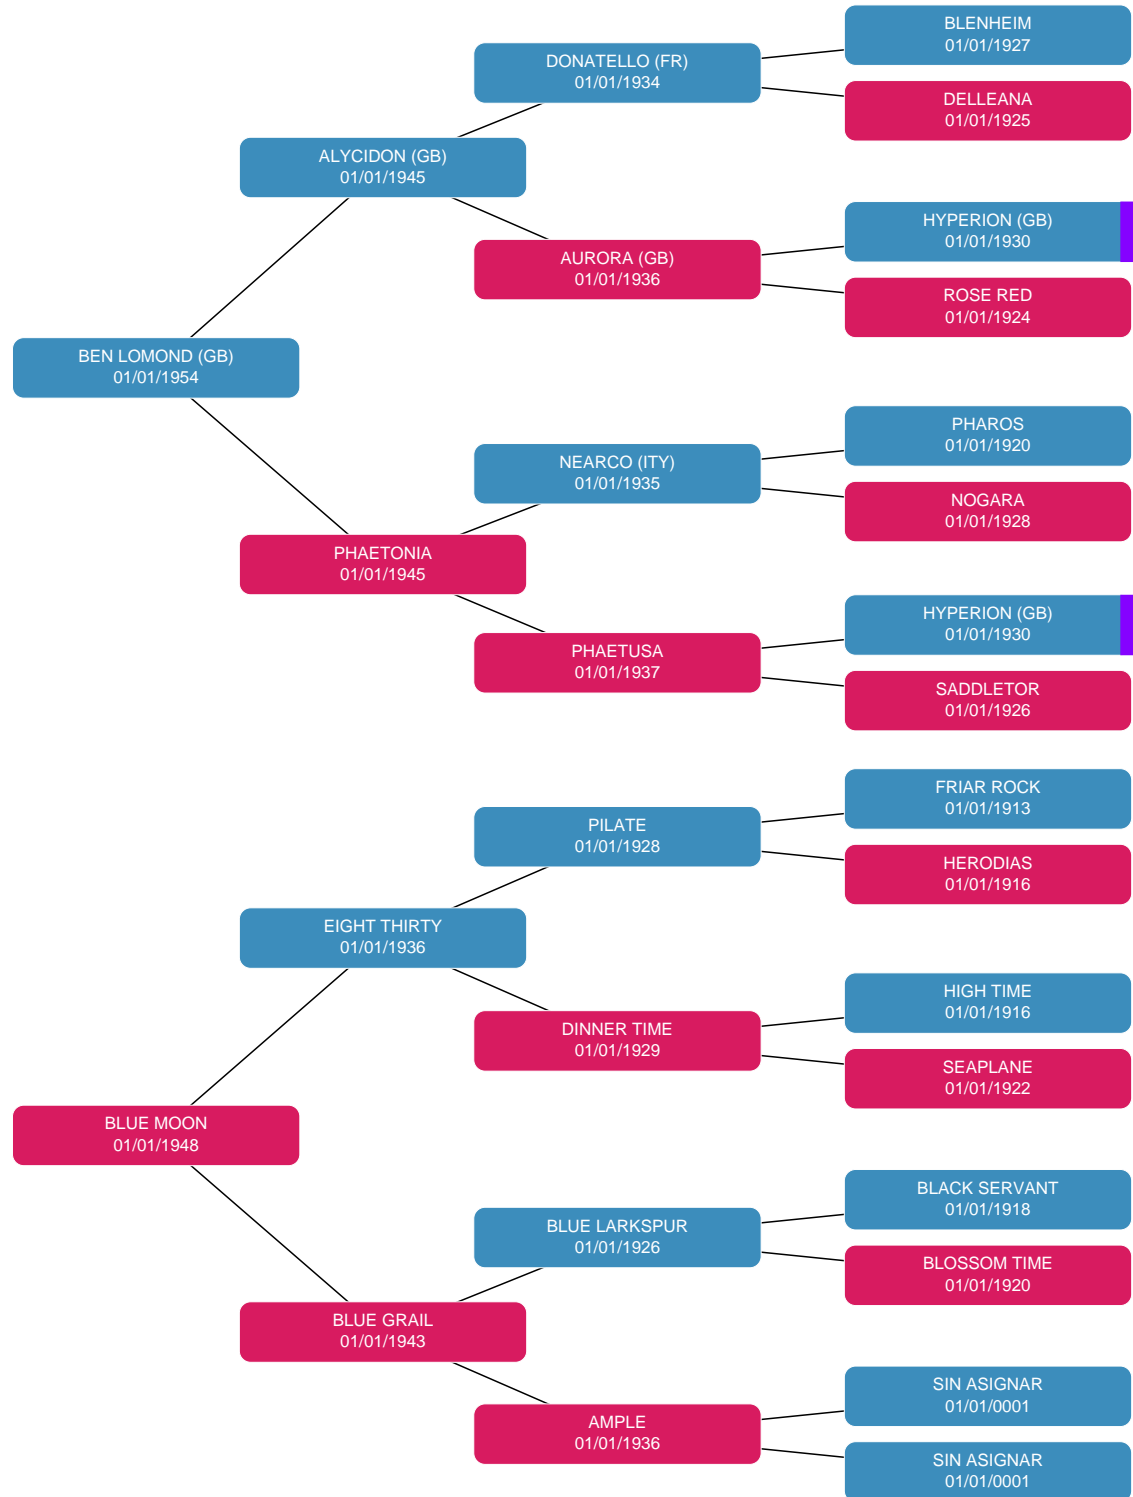 BLENHEIM
01/01/1927
DONATELLO (FR)
01/01/1934
DELLEANA
01/01/1925
ALYCIDON (GB)
01/01/1945
HYPERION (GB)
01/01/1930
AURORA (GB)
01/01/1936
ROSE RED
01/01/1924
BEN LOMOND (GB)
01/01/1954
PHAROS
01/01/1920
NEARCO (ITY)
01/01/1935
NOGARA
01/01/1928
PHAETONIA
01/01/1945
HYPERION (GB)
01/01/1930
PHAETUSA
01/01/1937
SADDLETOR
01/01/1926
FRIAR ROCK
01/01/1913
PILATE
01/01/1928
HERODIAS
01/01/1916
EIGHT THIRTY
01/01/1936
HIGH TIME
01/01/1916
DINNER TIME
01/01/1929
SEAPLANE
01/01/1922
BLUE MOON
01/01/1948
BLACK SERVANT
01/01/1918
BLUE LARKSPUR
01/01/1926
BLOSSOM TIME
01/01/1920
BLUE GRAIL
01/01/1943
SIN ASIGNAR
01/01/0001
AMPLE
01/01/1936
SIN ASIGNAR
01/01/0001